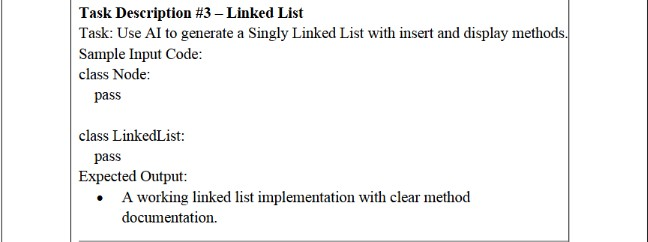 Task Description #3 – Linked List
Task: Use AI to generate a Singly Linked List with insert and display methods.
Sample Input Code:
class Node:
pass
class LinkedList:
pass
Expected Output:
• A working linked list implementation with clear method
documentation.